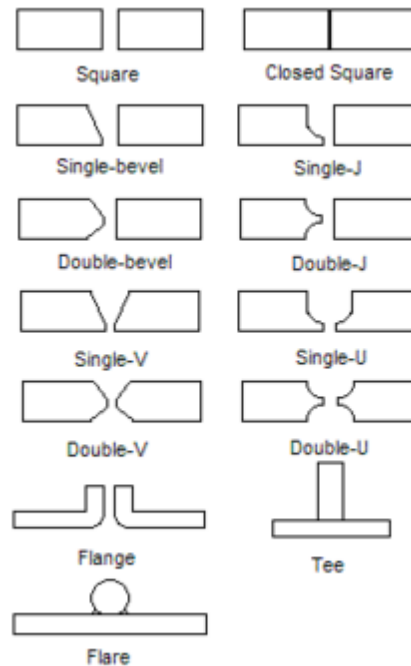 Square
Closed Square
Single-bevel
Single-J
Double-bevel
Double-J
Single-V
Single-U
Double-V
Double-U
Flange
Tee
Flare